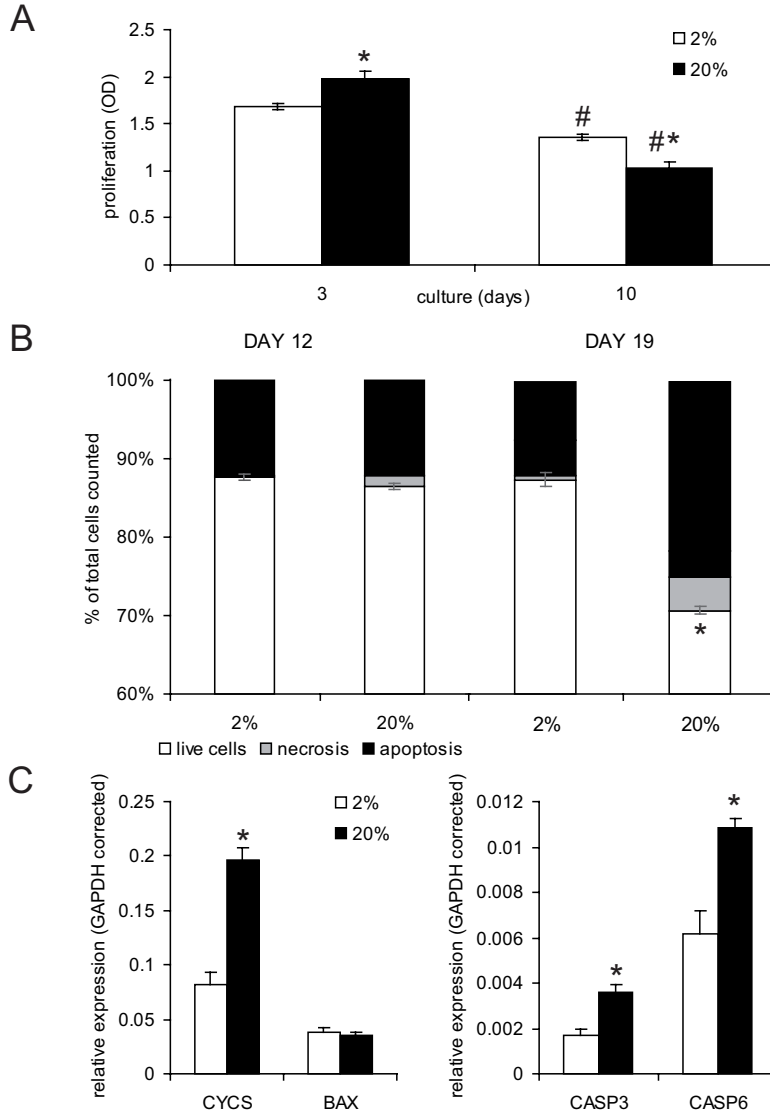 A
2.5
2
1.5
1
0.5
0
proliferation (OD)
2%
20%
*
#
#*
3
culture (days)
10
B
DAY 12
DAY 19
100%
90%
80%
70%
60%
% of total cells counted
*
2%
20%
2%
20%
live cells
necrosis
apoptosis
C
0.25
0.2
0.15
0.1
0.05
0
relative expression (GAPDH corrected)
2%
20%
*
CYCS
BAX
0.012
0.01
0.008
0.006
0.004
0.002
0
relative expression (GAPDH corrected)
*
*
CASP3
CASP6